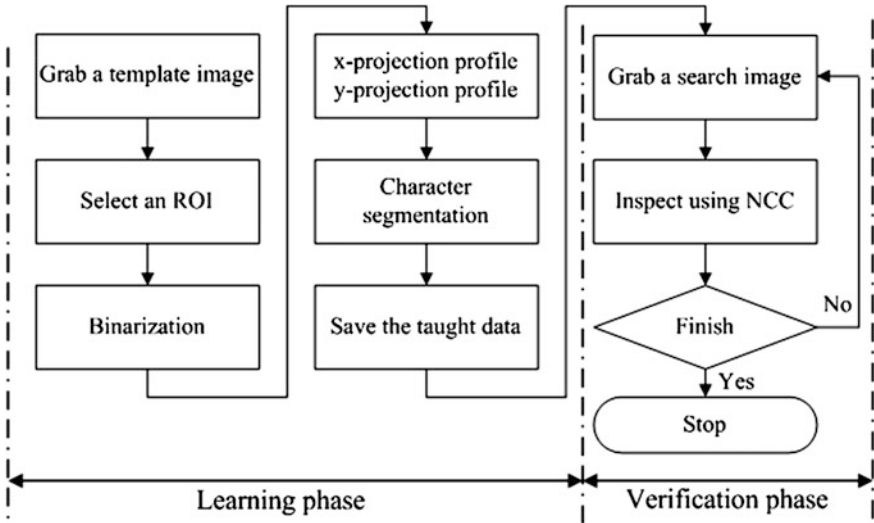 Grab a template image
Select an ROI
Binarization
x-projection profile
y-projection profile
Character
segmentation
Save the taught data
Grab a search image
Inspect using NCC
Finish
No
Yes
Stop
Learning phase
Verification phase